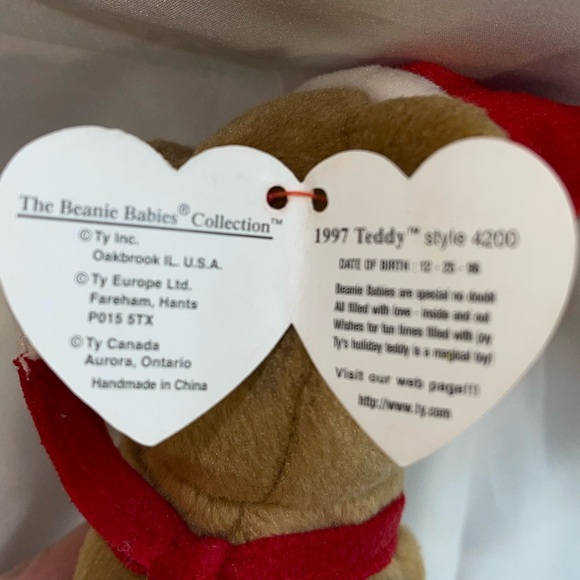 The Beanie Babies® Collection™
© Ty Inc.
Oakbrook IL. U.S.A.
© Ty Europe Ltd.
Fareham, Hants
P015 5TX
© Ty Canada
Aurora, Ontario
Handmade in China
1997 Teddy™ style 4200
DATE OF BIRTH : 12 - 25 - 96
Beanie Babies are special no doubt
All filled with love - inside and out
Wishes for fun times filled with joy
Ty's holiday teddy is a magical toy!
Visit our web page!!!
http://www.ty.com